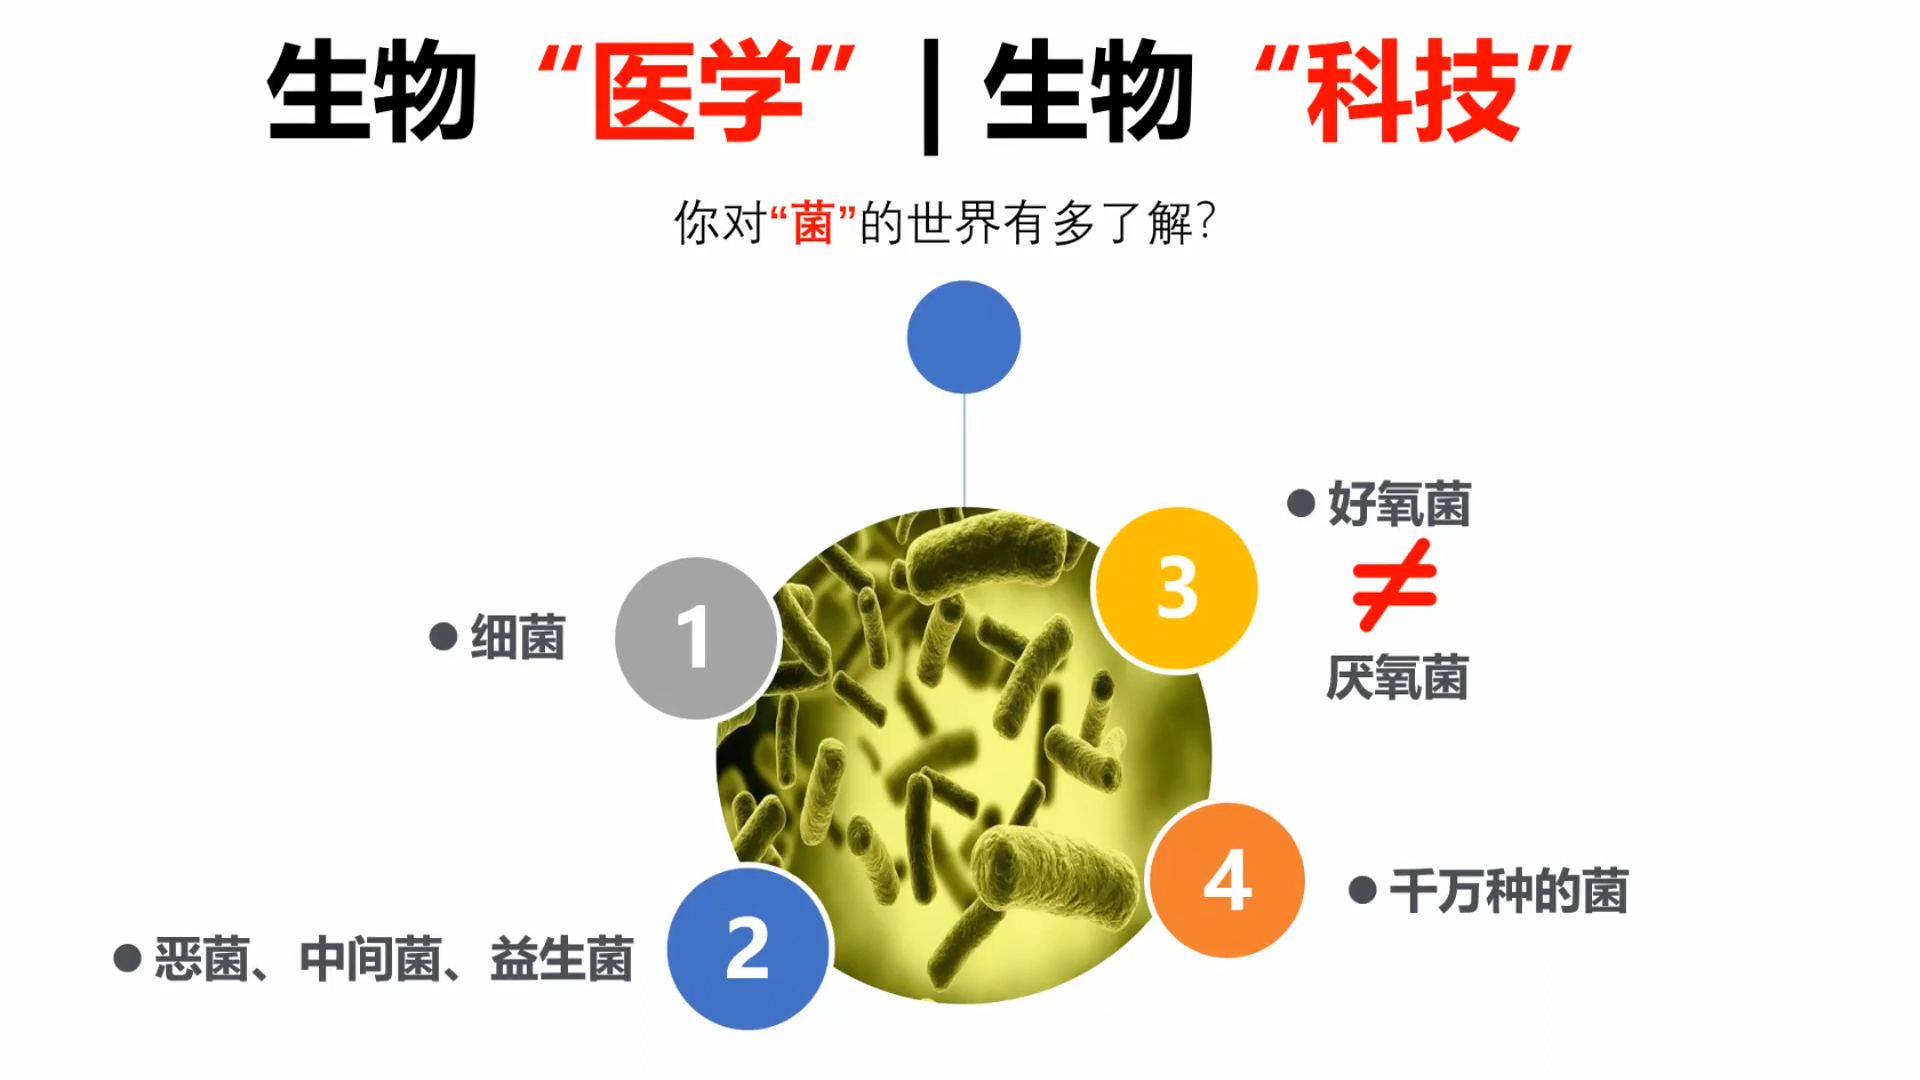 生物 “医学” | 生物 “科技”
你对“菌”的世界有多了解?
1
● 细菌
2
● 恶菌、中间菌、益生菌
3
● 好氧菌
≠
厌氧菌
4
● 千万种的菌